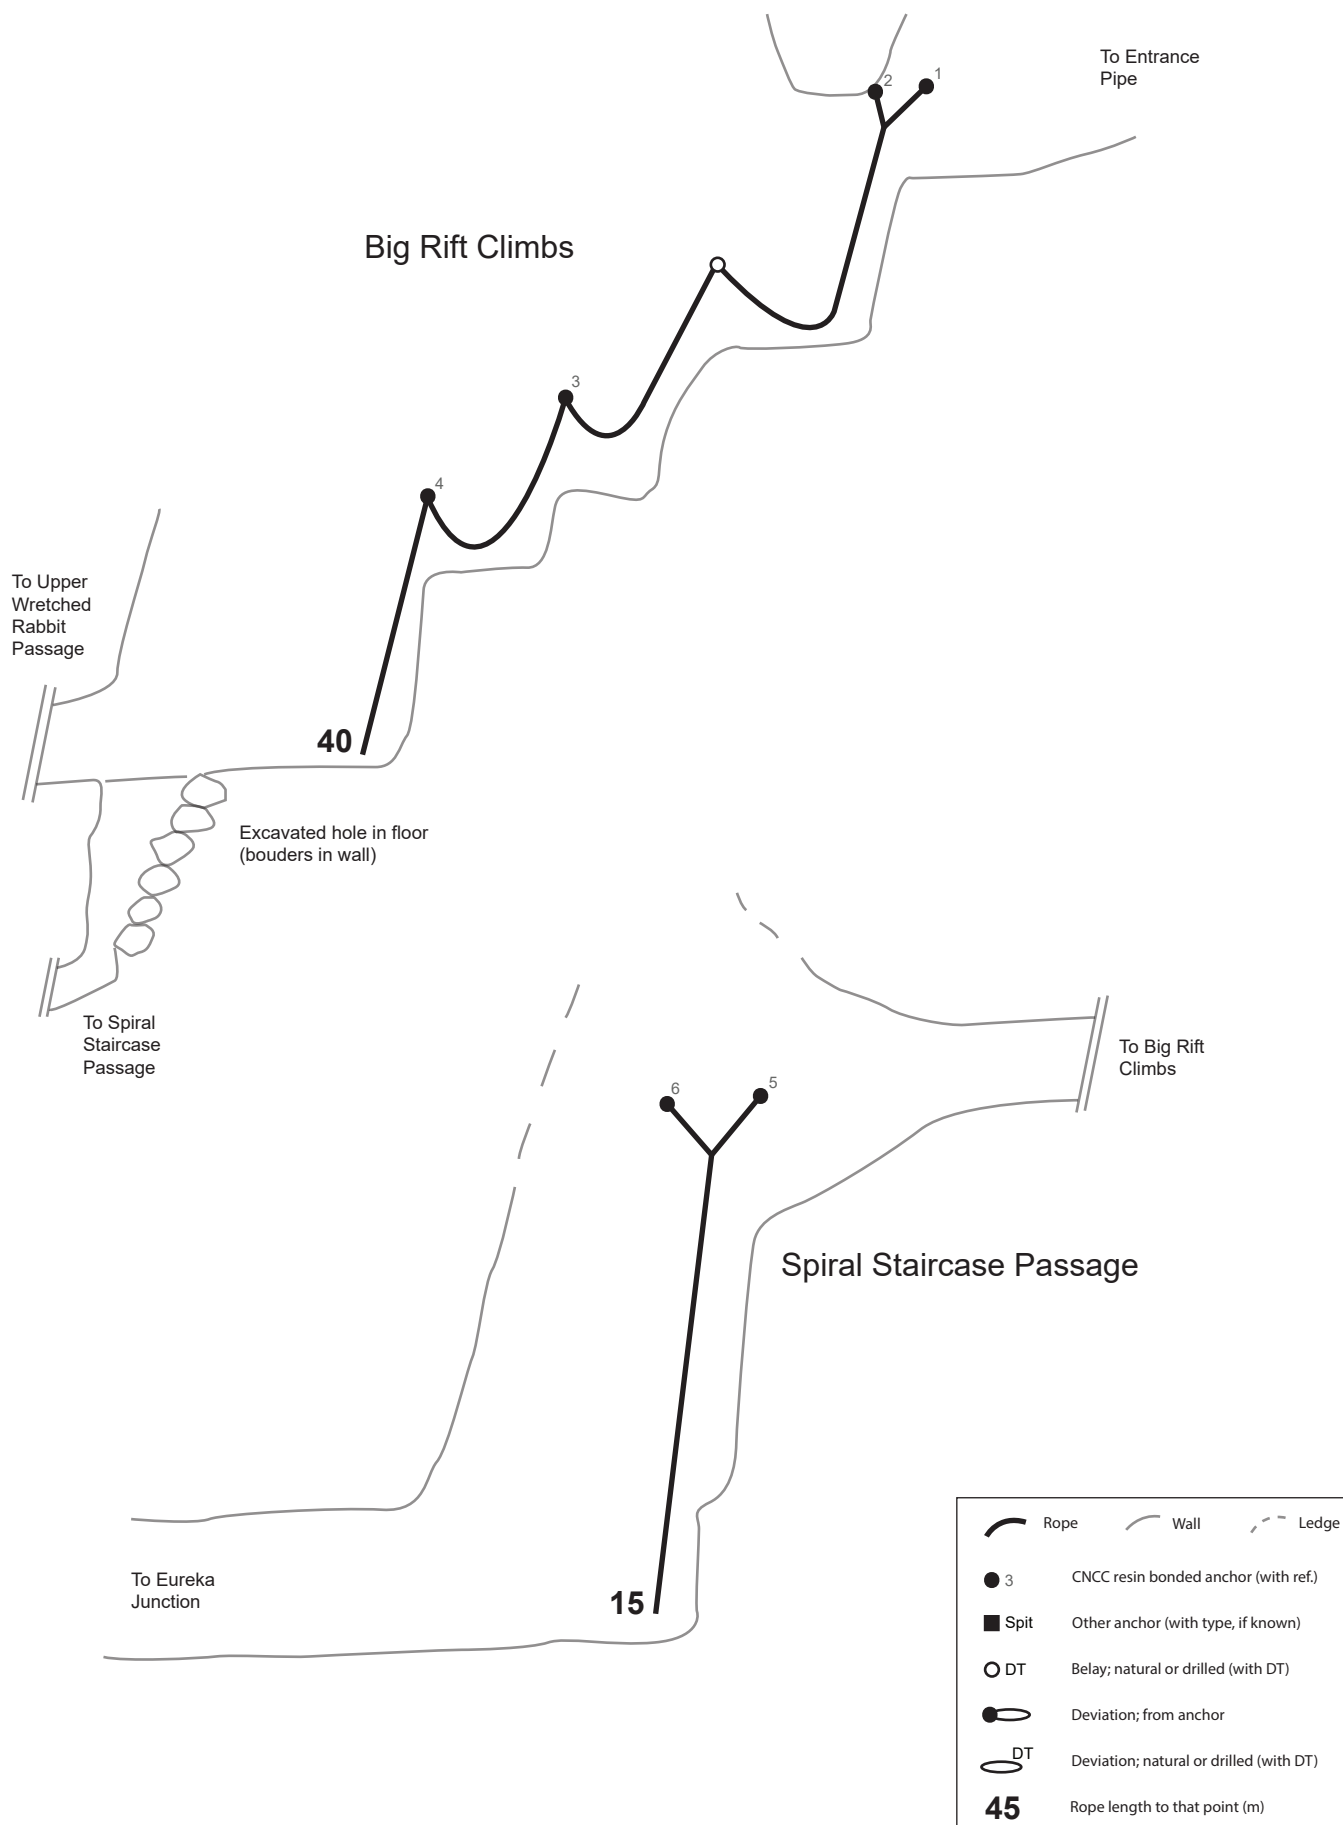 To Entrance
Pipe
2
1
Big Rift Climbs
3
4
To Upper
Wretched
Rabbit
Passage
40
Excavated hole in floor
(bouders in wall)
To Spiral
Staircase
Passage
To Big Rift
Climbs
6
5
Spiral Staircase Passage
To Eureka
Junction
15
Rope
Wall
Ledge
3 CNCC resin bonded anchor (with ref.)
Spit Other anchor (with type, if known)
DT Belay; natural or drilled (with DT)
Deviation; from anchor
DT Deviation; natural or drilled (with DT)
45 Rope length to that point (m)